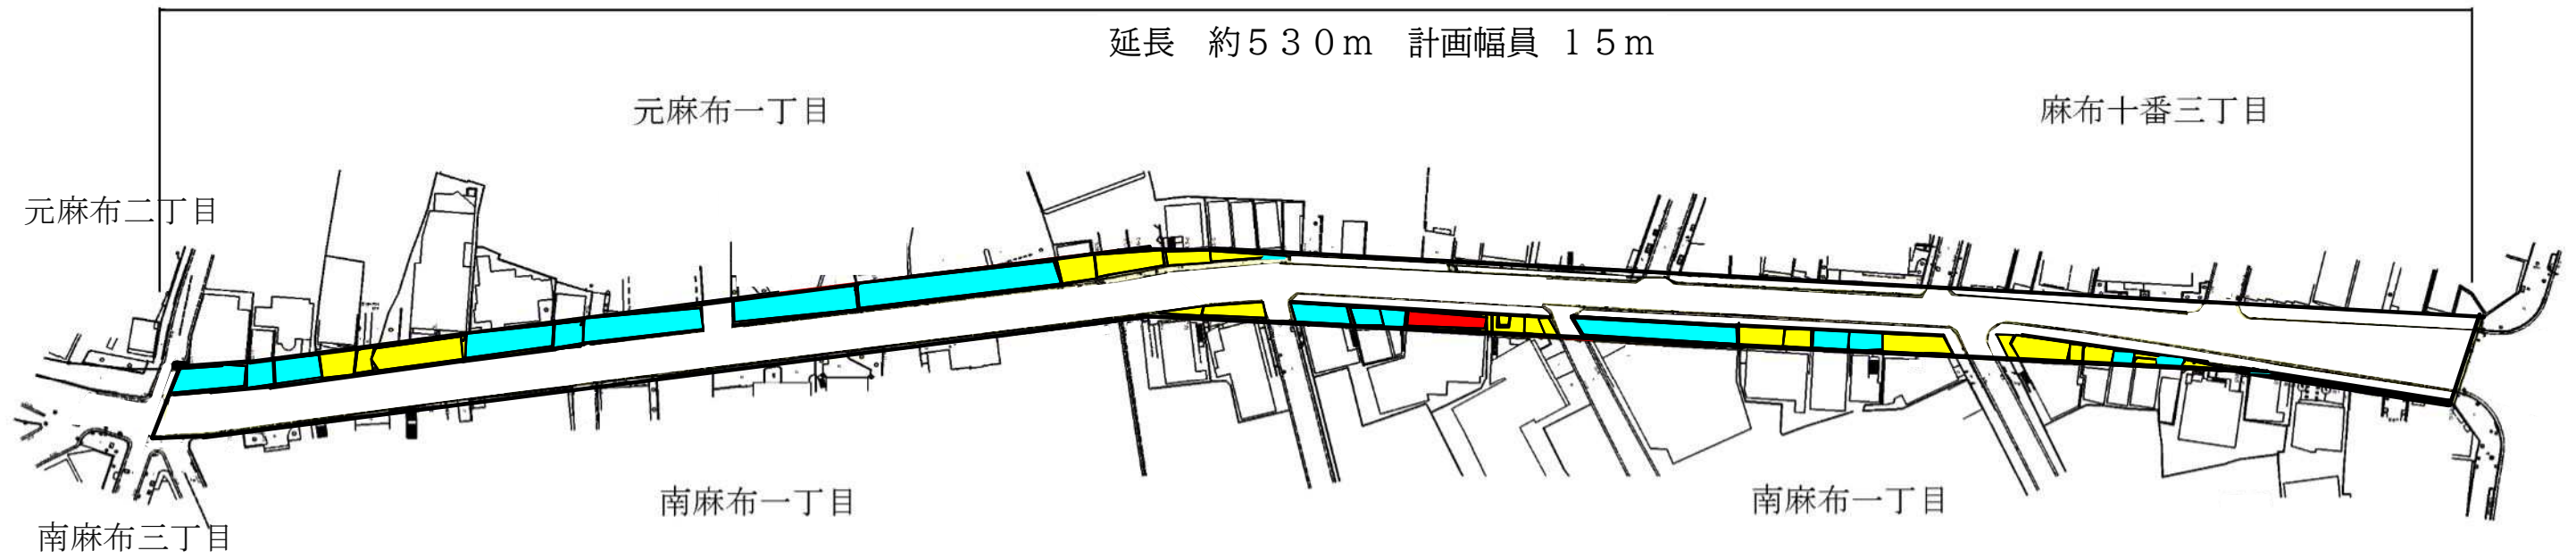 延長　約５３０ｍ　計画幅員 １５ｍ
元麻布一丁目
麻布十番三丁目
元麻布二丁目
南麻布一丁目
南麻布一丁目
南麻布三丁目